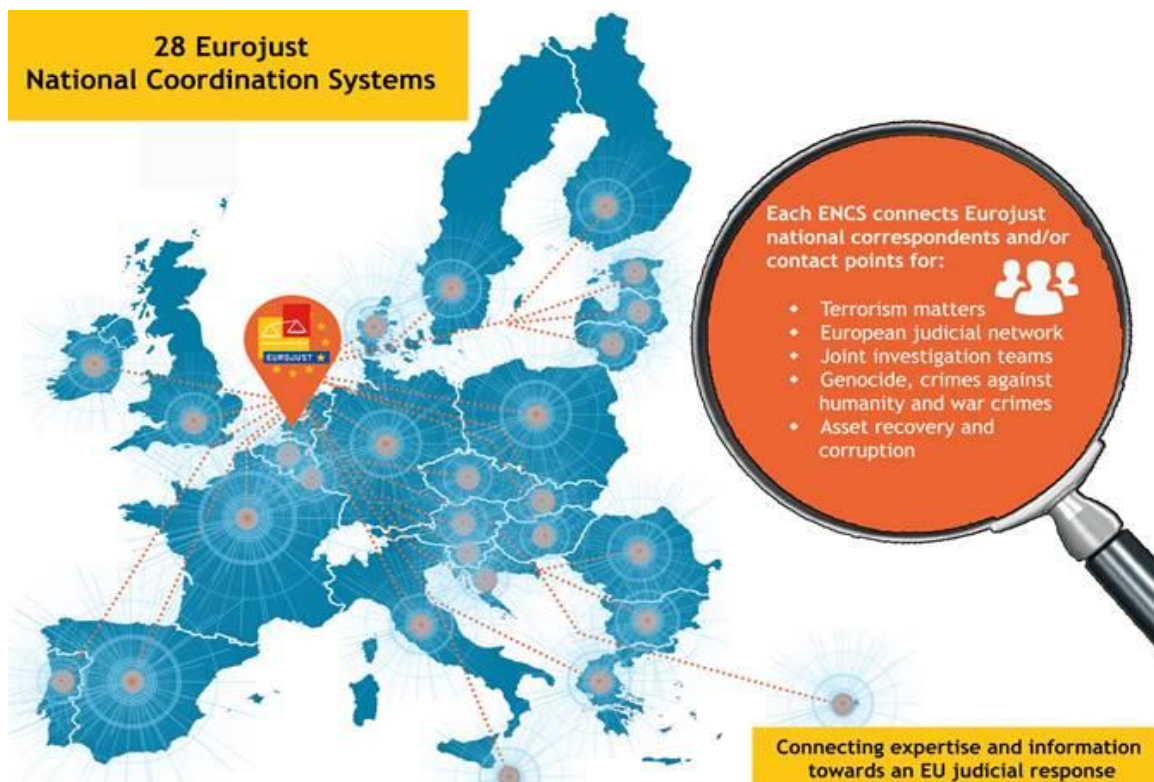 28 Eurojust
National Coordination Systems
EUROJUST
Each ENCS connects Eurojust
national correspondents and/or
contact points for:
Terrorism matters
European judicial network
Joint investigation teams
Genocide, crimes against
humanity and war crimes
Asset recovery and
corruption
Connecting expertise and information
towards an EU judicial response